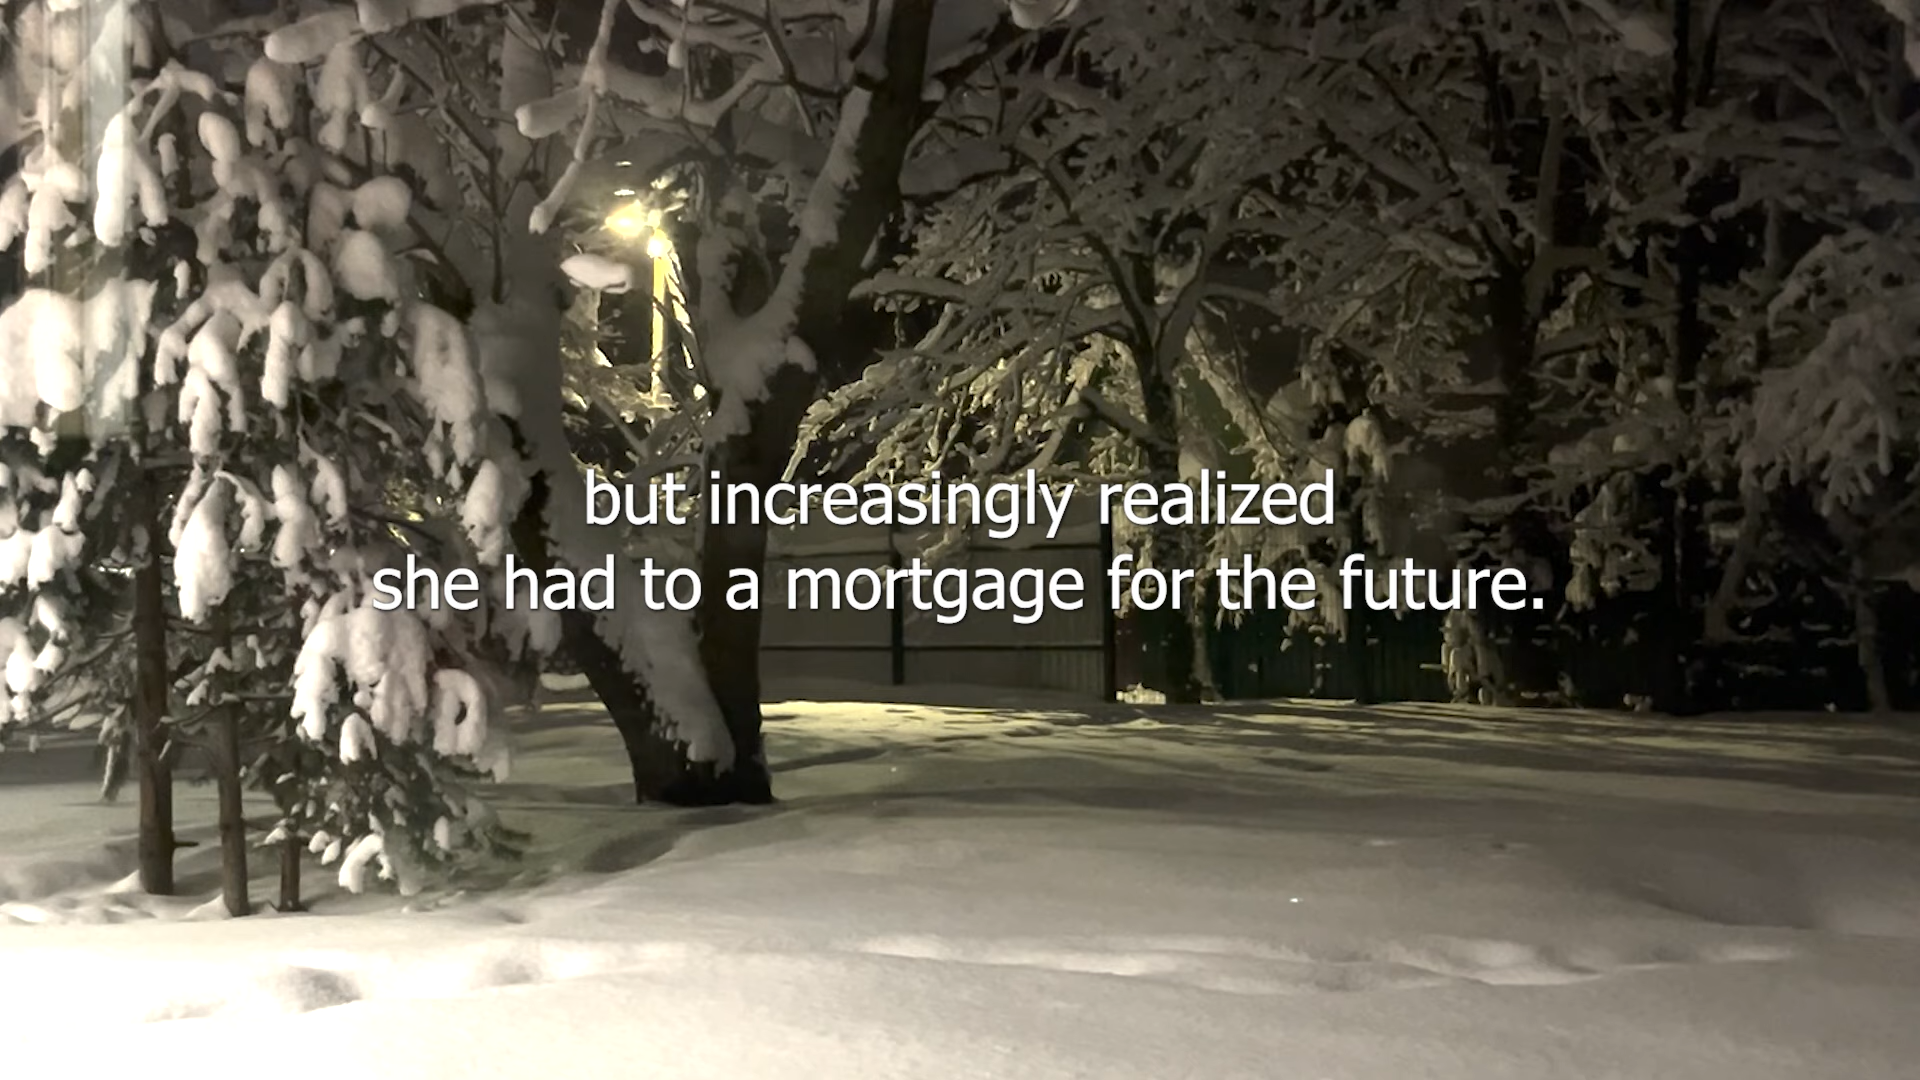 but increasingly realized
she had to a mortgage for the future.